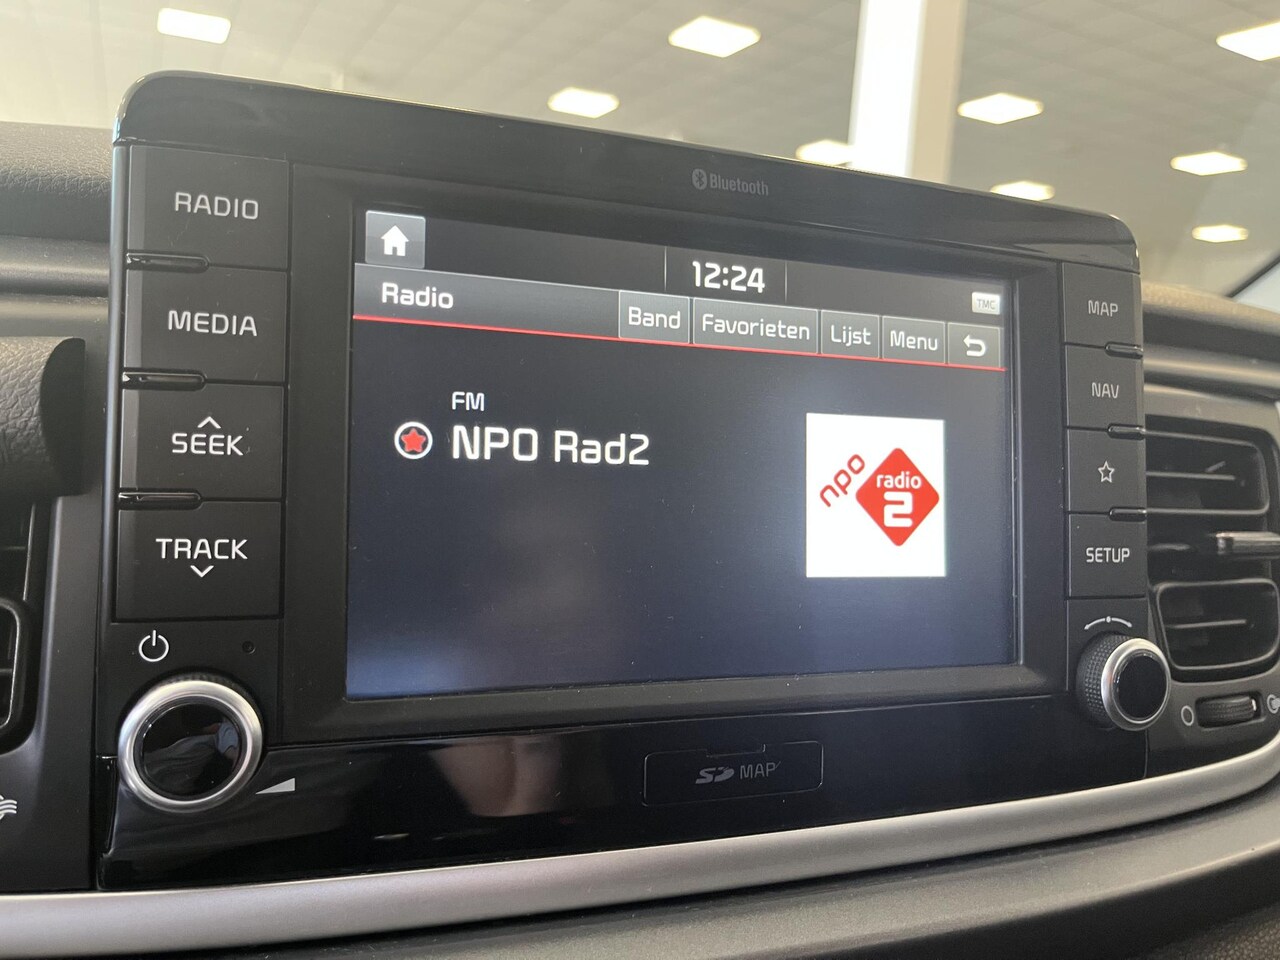 Bluetooth
RADIO
MEDIA
SEEK
TRACK
12:24
TMC
Radio
Band
Favorieten
Lijst
Menu
FM
NPO Rad2
npo
radio
2
MAP
NAV
SETUP
SD MAP